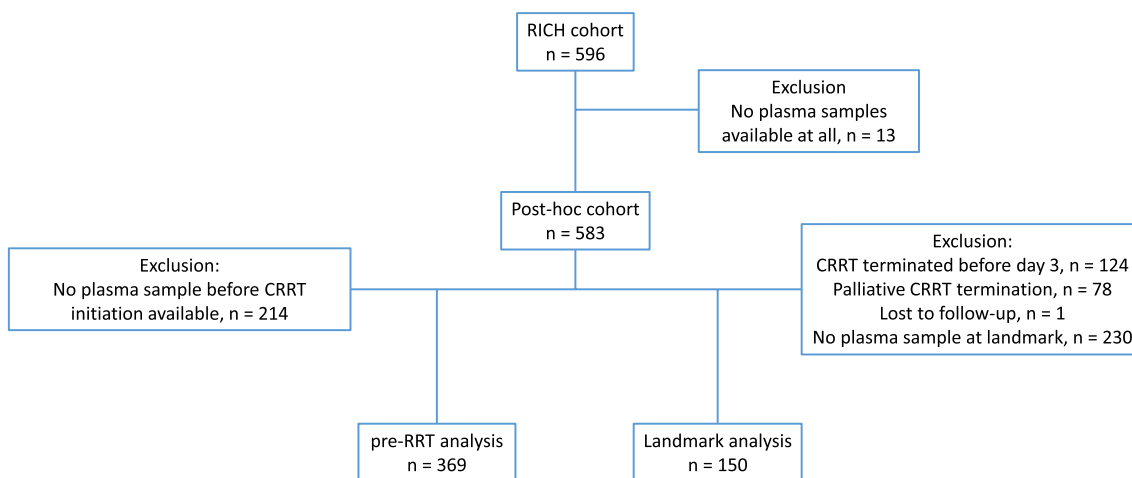 RICH cohort
n = 596
Exclusion
No plasma samples
available at all, n = 13
Post-hoc cohort
n = 583
Exclusion:
No plasma sample before CRRT
initiation available, n = 214
Exclusion:
CRRT terminated before day 3, n = 124
Palliative CRRT termination, n = 78
Lost to follow-up, n = 1
No plasma sample at landmark, n = 230
pre-RRT analysis
n = 369
Landmark analysis
n = 150